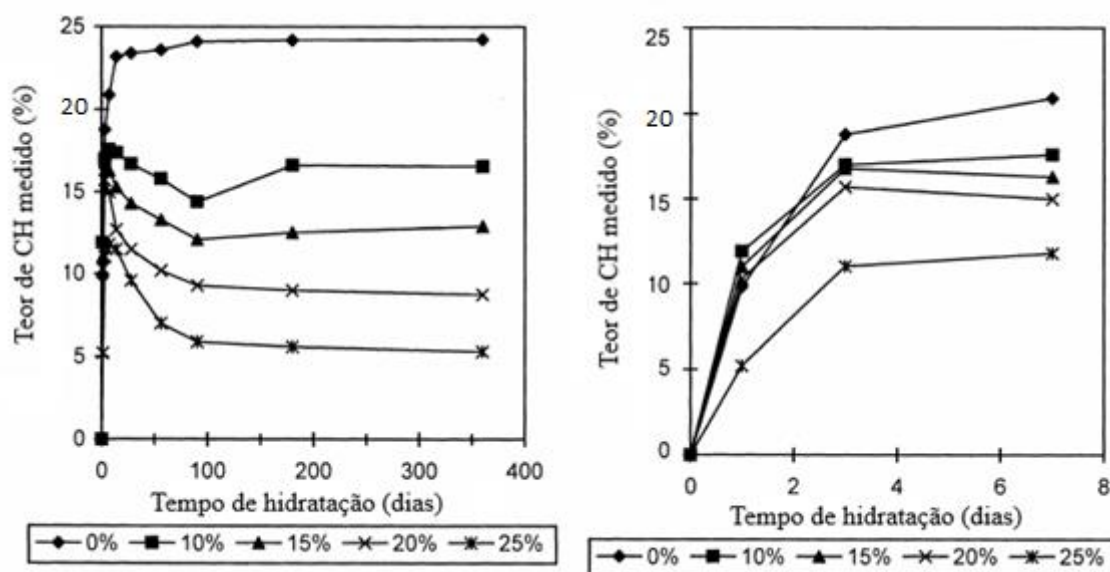 Teor de CH medido (%)
25
20
15
10
5
0
0 100 200 300 400
Tempo de hidratação (dias)
0% 10% 15% 20% 25%
Teor de CH medido (%)
25
20
15
10
5
0
0 2 4 6 8
Tempo de hidratação (dias)
0% 10% 15% 20% 25%